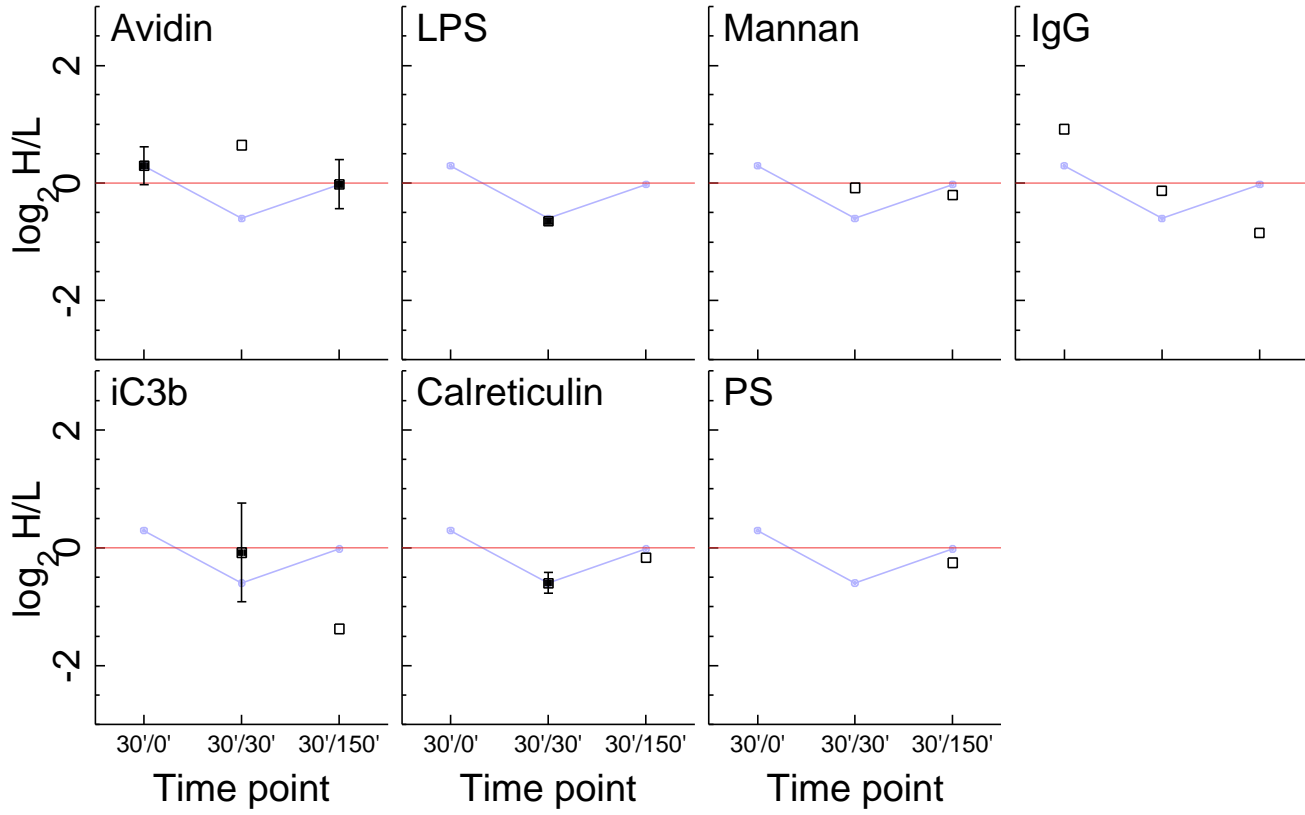 Avidin LPS Mannan IgG
2
0
-2
log₂ H/L
iC3b Calreticulin PS
2
0
-2
log₂ H/L
30'/0' 30'/30' 30'/150' 30'/0' 30'/30' 30'/150' 30'/0' 30'/30' 30'/150'
Time point Time point Time point